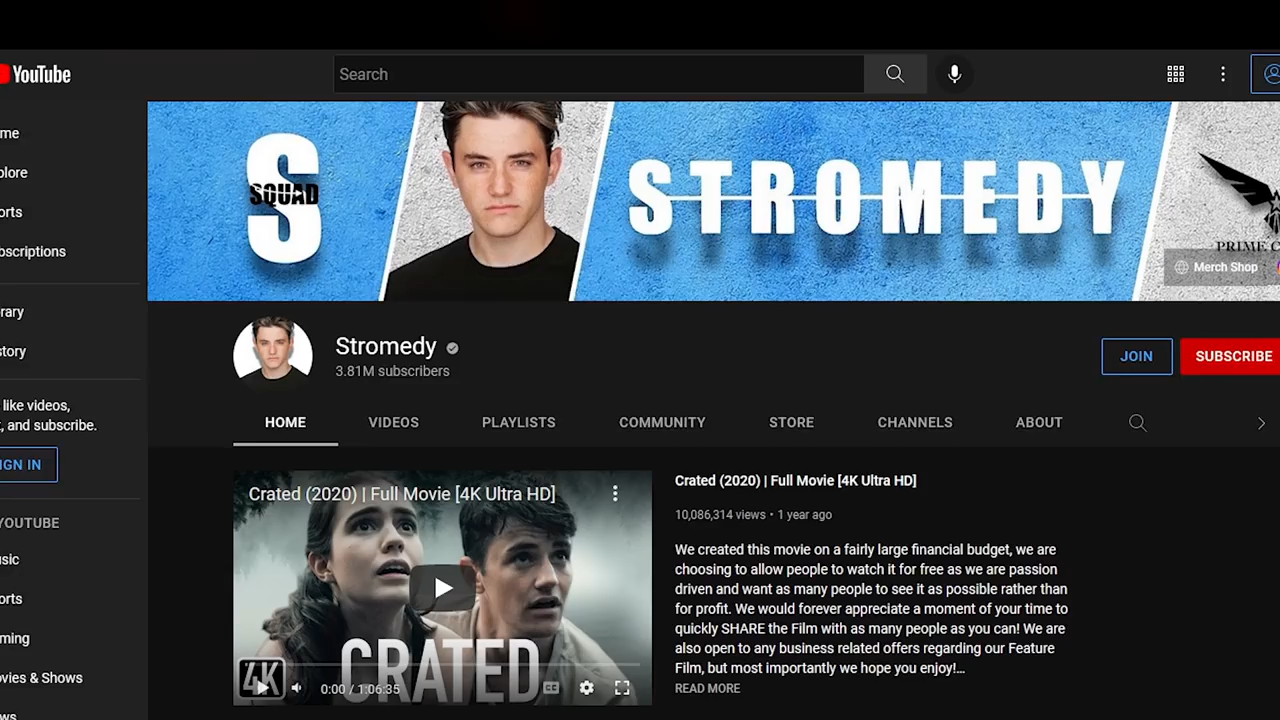 YouTube
Search
me
plore
orts
bscriptions
rary
story
like videos,
, and subscribe.
IGN IN
YOUTUBE
usic
orts
ming
ovies & Shows
ws
S
SQUAD
STROMEDY
PRIME C
Merch Shop
Stromedy
3.81M subscribers
JOIN
SUBSCRIBE
HOME
VIDEOS
PLAYLISTS
COMMUNITY
STORE
CHANNELS
ABOUT
Crated (2020) | Full Movie [4K Ultra HD]
CRATED
4K
0:00 / 1:06:35
CC
Crated (2020) | Full Movie [4K Ultra HD]
10,086,314 views • 1 year ago
We created this movie on a fairly large financial budget, we are
choosing to allow people to watch it for free as we are passion
driven and want as many people to see it as possible rather than
for profit. We would forever appreciate a moment of your time to
quickly SHARE the Film with as many people as you can! We are
also open to any business related offers regarding our Feature
Film, but most importantly we hope you enjoy!...
READ MORE